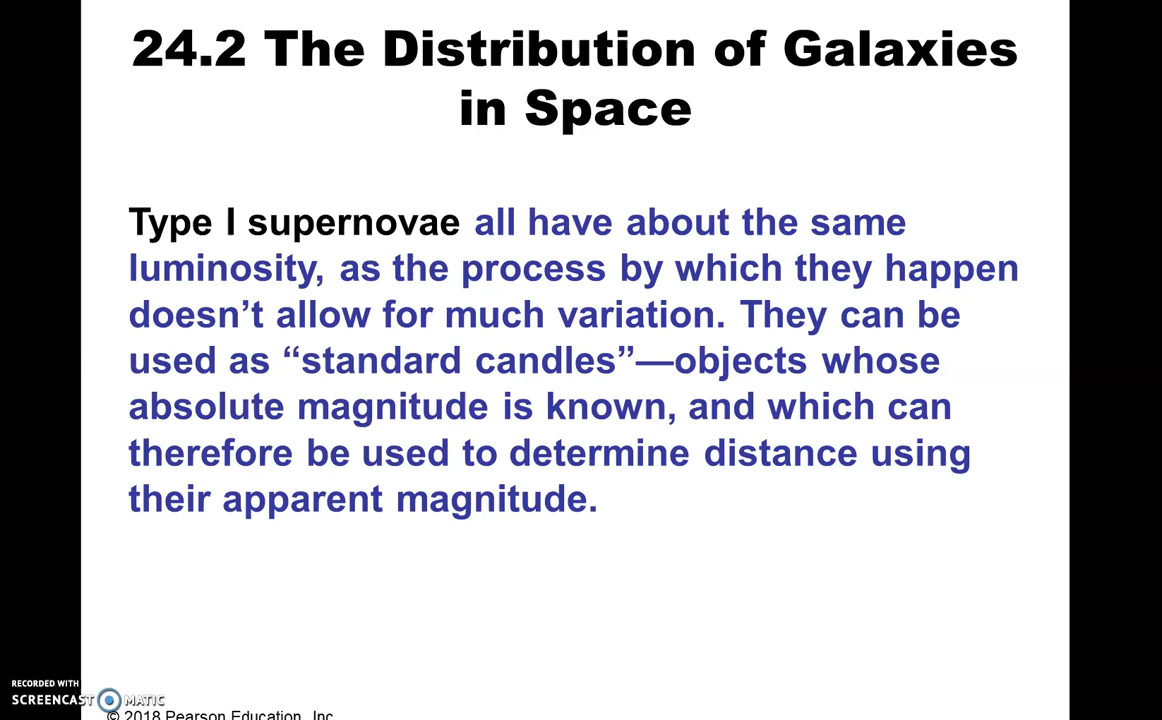 24.2 The Distribution of Galaxies
in Space
Type I supernovae all have about the same
luminosity, as the process by which they happen
doesn’t allow for much variation. They can be
used as “standard candles”—objects whose
absolute magnitude is known, and which can
therefore be used to determine distance using
their apparent magnitude.
RECORDED WITH
SCREENCAST MATIC
© 2018 Pearson Education, Inc.